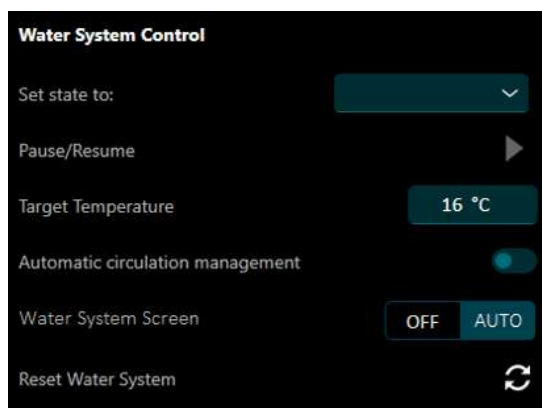 Water System Control
Set state to:
Pause/Resume
Target Temperature 16 °C
Automatic circulation management
Water System Screen OFF AUTO
Reset Water System